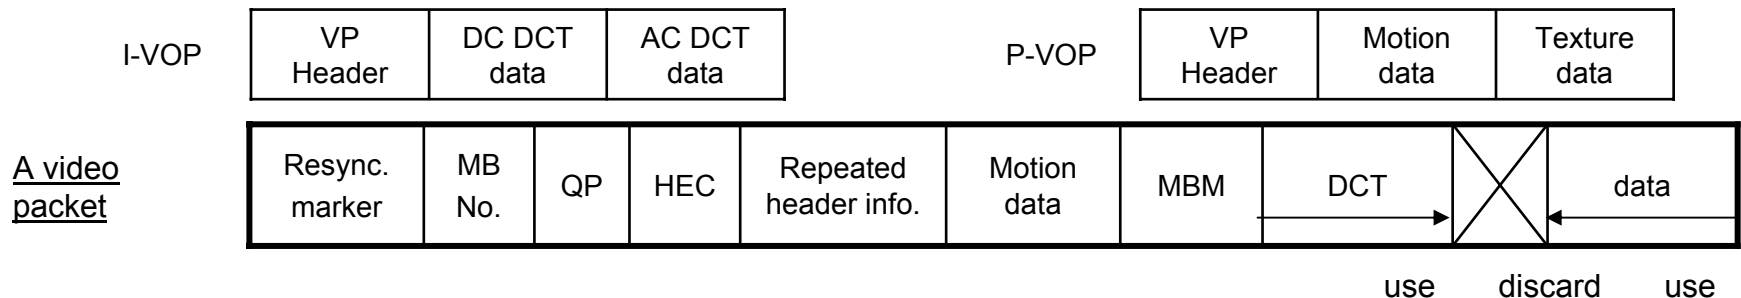 I-VOP
VP
Header
DC DCT
data
AC DCT
data
P-VOP
VP
Header
Motion
data
Texture
data
A video
packet
Resync.
marker
MB
No.
QP
HEC
Repeated
header info.
Motion
data
MBM
DCT
data
use
discard
use